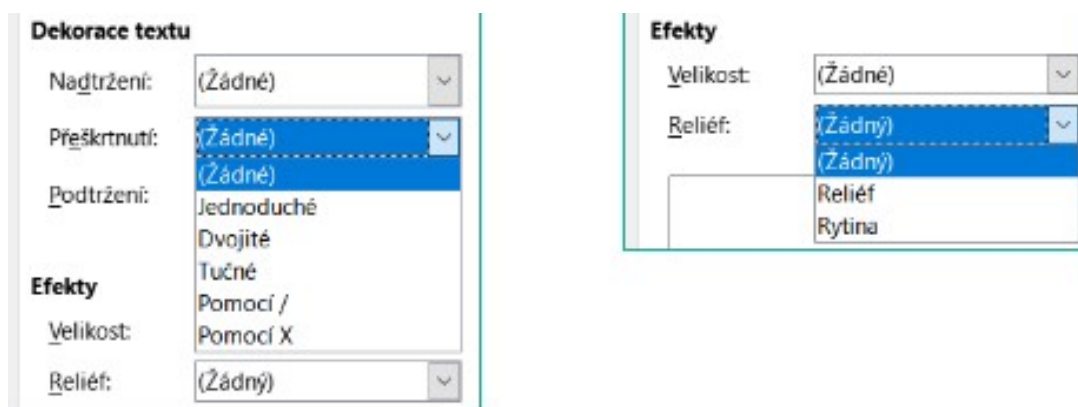 Dekorace textu
Nadtržení: (Žádné)
Přeškrtnutí: (Žádné)
(Žádné)
Podtržení:
Jednoduché
Dvojité
Tučné
Pomocí /
Pomocí X
Efekty
Velikost:
Reliéf: (Žádný)
Efekty
Velikost: (Žádné)
Reliéf: (Žádný)
(Žádný)
Reliéf
Rytina